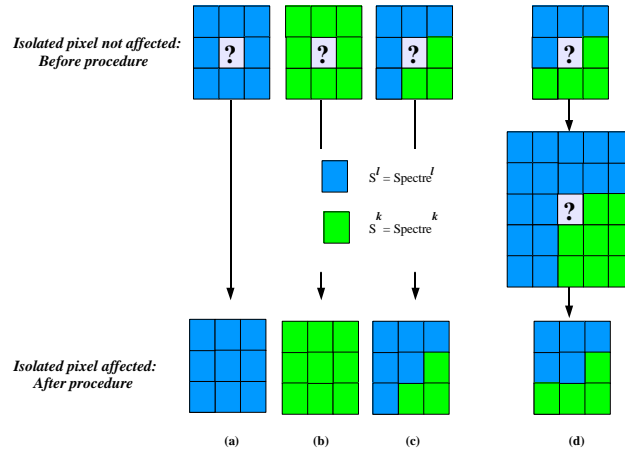 Isolated pixel not affected:
Before procedure
?
?
?
?
?
S^l = Spectre^l
S^k = Spectre^k
Isolated pixel affected:
After procedure
(a)
(b)
(c)
(d)